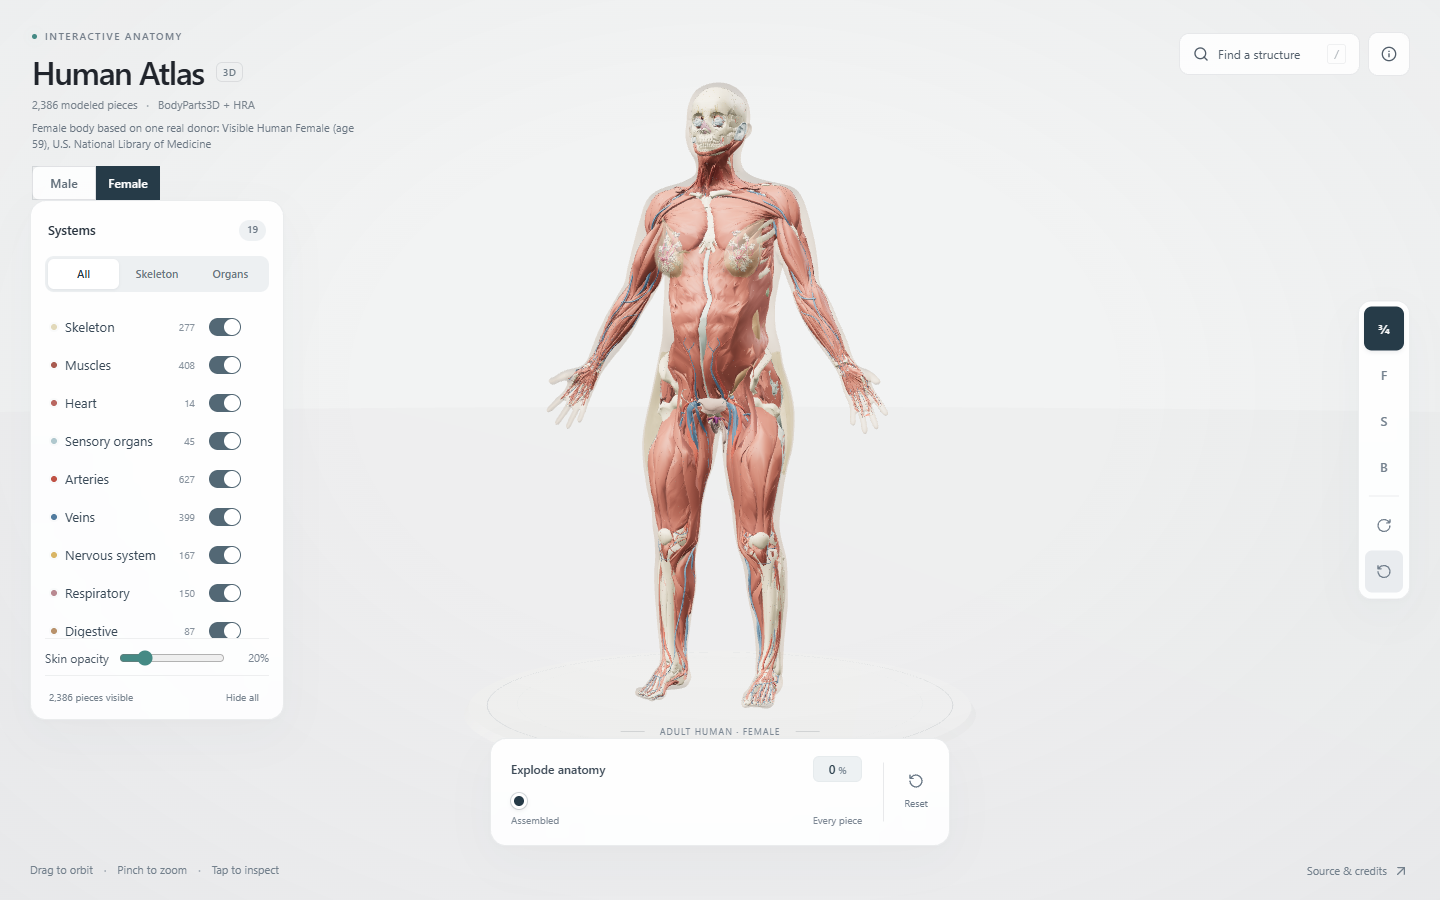 INTERACTIVE ANATOMY
Human Atlas 3D
2,386 modeled pieces · BodyParts3D + HRA
Female body based on one real donor: Visible Human Female (age
59), U.S. National Library of Medicine
Male Female
Systems 19
All Skeleton Organs
Skeleton 277
Muscles 408
Heart 14
Sensory organs 45
Arteries 627
Veins 399
Nervous system 167
Respiratory 150
Digestive 87
Skin opacity 20%
2,386 pieces visible Hide all
Find a structure /
¾
F
S
B
ADULT HUMAN · FEMALE
Explode anatomy 0 %
Assembled Every piece
Reset
Drag to orbit · Pinch to zoom · Tap to inspect
Source & credits